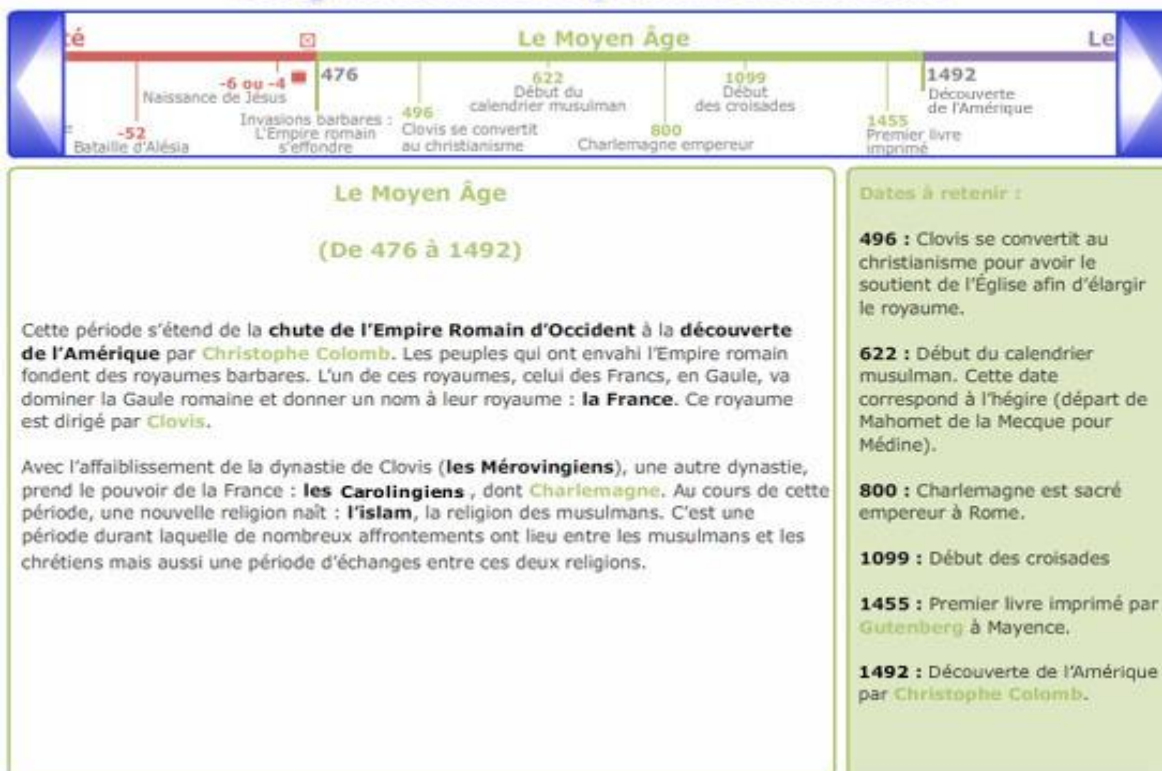 té
Le Moyen Âge
Le
-6 ou -4
Naissance de Jésus
476
Invasions barbares :
L'Empire romain
s'effondre
-52
Bataille d'Alésia
496
Clovis se convertit
au christianisme
622
Début du
calendrier musulman
800
Charlemagne empereur
1099
Début
des croisades
1455
Premier livre
imprimé
1492
Découverte
de l'Amérique
Le Moyen Âge
(De 476 à 1492)
Cette période s'étend de la chute de l'Empire Romain d'Occident à la découverte
de l'Amérique par Christophe Colomb. Les peuples qui ont envahi l'Empire romain
fondent des royaumes barbares. L'un de ces royaumes, celui des Francs, en Gaule, va
dominer la Gaule romaine et donner un nom à leur royaume : la France. Ce royaume
est dirigé par Clovis.
Avec l'affaiblissement de la dynastie de Clovis (les Mérovingiens), une autre dynastie,
prend le pouvoir de la France : les Carolingiens , dont Charlemagne. Au cours de cette
période, une nouvelle religion naît : l'islam, la religion des musulmans. C'est une
période durant laquelle de nombreux affrontements ont lieu entre les musulmans et les
chrétiens mais aussi une période d'échanges entre ces deux religions.
Dates à retenir :
496 : Clovis se convertit au
christianisme pour avoir le
soutient de l'Église afin d'élargir
le royaume.
622 : Début du calendrier
musulman. Cette date
correspond à l'hégire (départ de
Mahomet de la Mecque pour
Médine).
800 : Charlemagne est sacré
empereur à Rome.
1099 : Début des croisades
1455 : Premier livre imprimé par
Gutenberg à Mayence.
1492 : Découverte de l'Amérique
par Christophe Colomb.